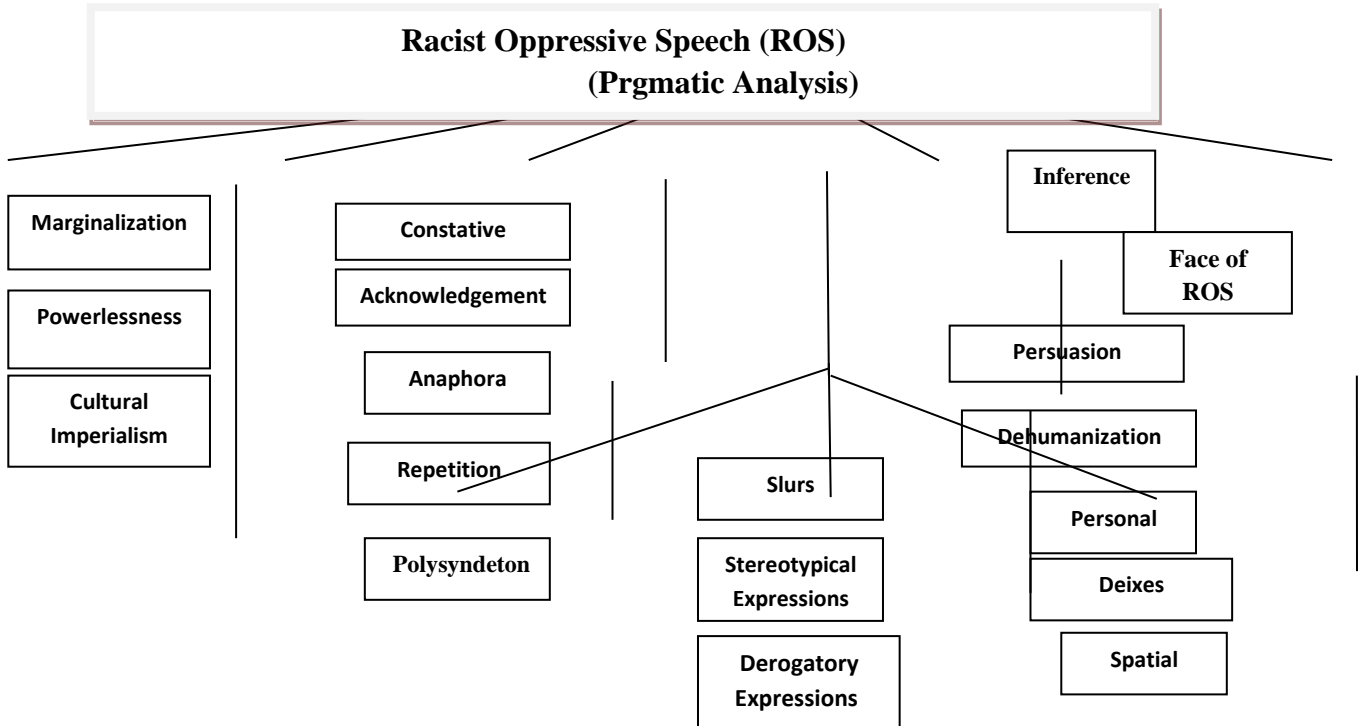 Racist Oppressive Speech (ROS)
(Prgmatic Analysis)
Marginalization
Powerlessness
Cultural
Imperialism
Constative
Acknowledgement
Anaphora
Repetition
Polysyndeton
Slurs
Stereotypical
Expressions
Derogatory
Expressions
Inference
Face of
ROS
Persuasion
Dehumanization
Personal
Deixes
Spatial